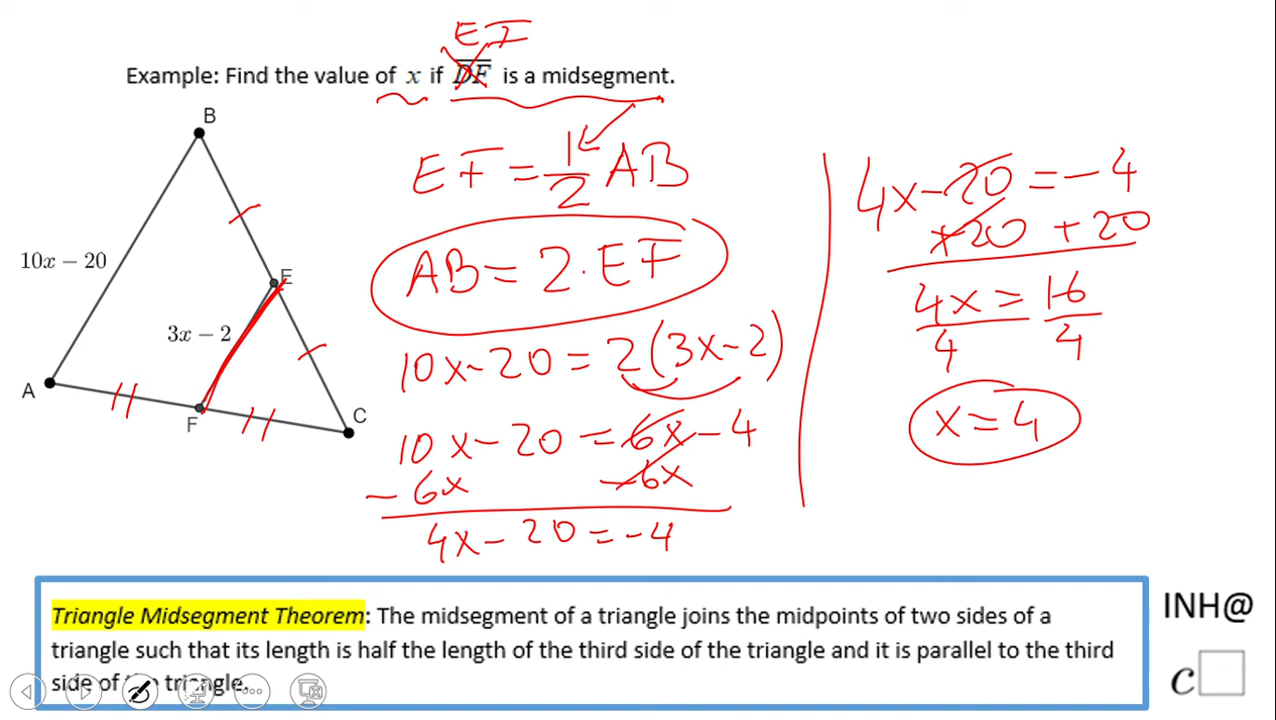 EF
Example: Find the value of x if DF is a midsegment.
B
EF = 1/2 AB
10x − 20
AB = 2 · EF
E
3x − 2
10x − 20 = 2(3x − 2)
A
F
C
10x − 20 = 6x − 4
− 6x − 6x
4x − 20 = −4
4x − 20 = −4
+20 + 20
4x = 16
4 4
x = 4
Triangle Midsegment Theorem: The midsegment of a triangle joins the midpoints of two sides of a
triangle such that its length is half the length of the third side of the triangle and it is parallel to the third
side of the triangle.
INH@
c